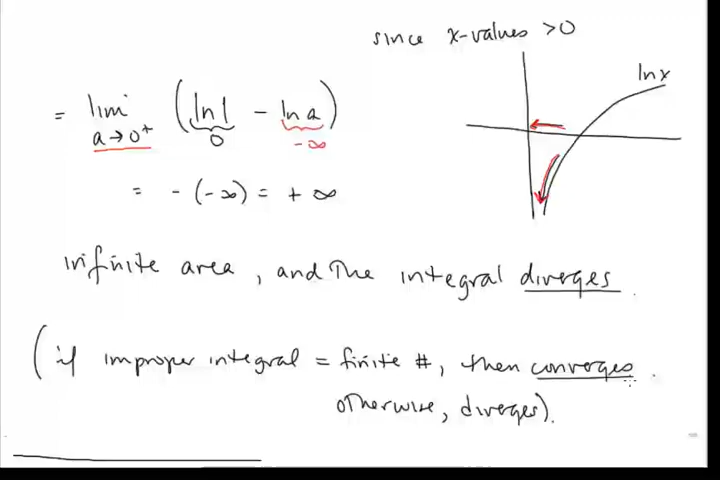 since x-values >0
ln x
= lim (ln 1 - ln a)
a→0⁺ 0 -∞
= -(-∞) = +∞
infinite area, and the integral diverges.
(if improper integral = finite #, then converges.
otherwise, diverges).